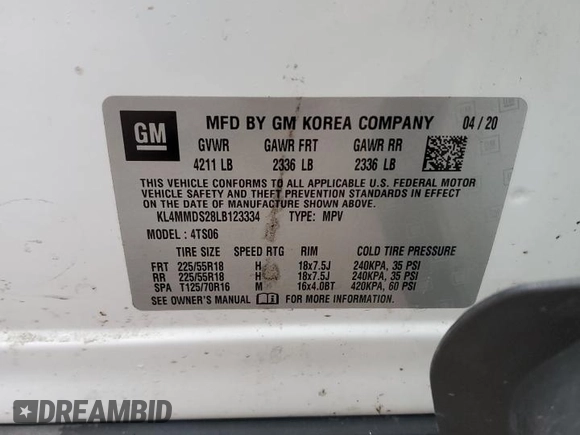 GM
MFD BY GM KOREA COMPANY 04/20
GVWR GAWR FRT GAWR RR
4211 LB 2336 LB 2336 LB
THIS VEHICLE CONFORMS TO ALL APPLICABLE U.S. FEDERAL MOTOR
VEHICLE SAFETY AND THEFT PREVENTION STANDARDS IN EFFECT
ON THE DATE OF MANUFACTURE SHOWN ABOVE.
KL4MMDS28LB123334 TYPE: MPV
MODEL: 4TS06
TIRE SIZE SPEED RTG RIM COLD TIRE PRESSURE
FRT 225/55R18 H 18x7.5J 240KPA, 35 PSI
RR 225/55R18 H 18x7.5J 240KPA, 35 PSI
SPA T125/70R16 M 16x4.0BT 420KPA, 60 PSI
SEE OWNER'S MANUAL FOR MORE INFORMATION
DREAMBID